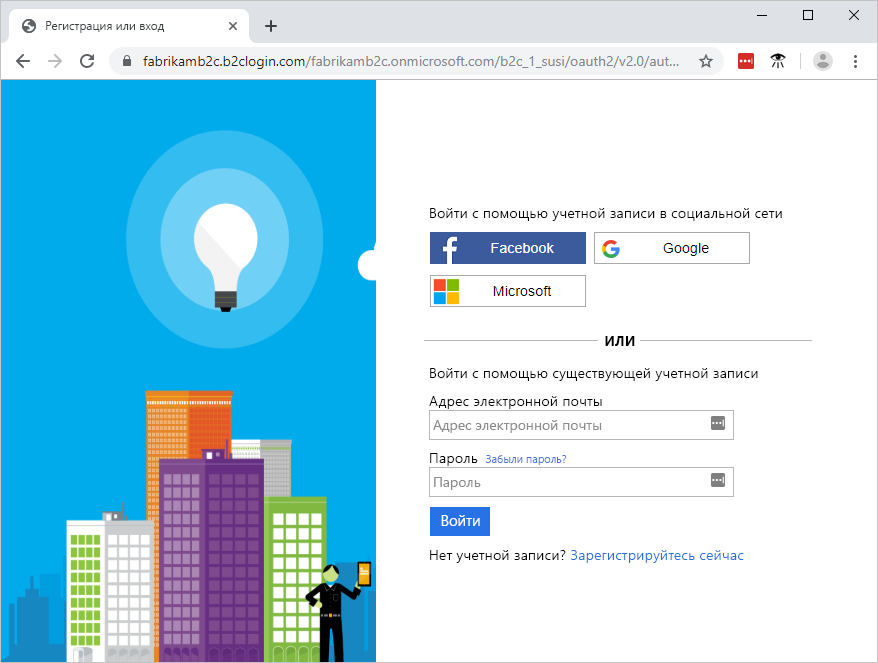 Регистрация или вход
fabrikamb2c.b2clogin.com/fabrikamb2c.onmicrosoft.com/b2c_1_susi/oauth2/v2.0/aut...
Войти с помощью учетной записи в социальной сети
Facebook Google
Microsoft
ИЛИ
Войти с помощью существующей учетной записи
Адрес электронной почты
Адрес электронной почты
Пароль Забыли пароль?
Пароль
Войти
Нет учетной записи? Зарегистрируйтесь сейчас